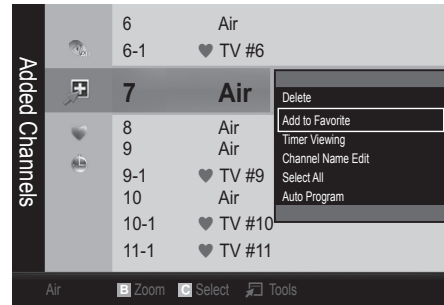 Added Channels
6 Air
6-1 ♥ TV #6
7 Air
8 Air
9 Air
9-1 ♥ TV #9
10 Air
10-1 ♥ TV #10
11-1 ♥ TV #11
Delete
Add to Favorite
Timer Viewing
Channel Name Edit
Select All
Auto Program
Air B Zoom C Select Tools